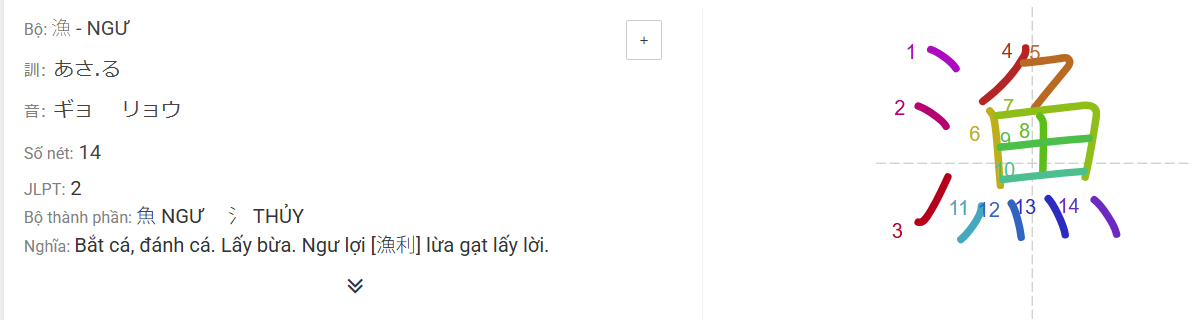 Bộ: 漁 - NGƯ
+
訓: あさ.る
音: ギョ リョウ
Số nét: 14
JLPT: 2
Bộ thành phần: 魚 NGƯ 氵 THỦY
Nghĩa: Bắt cá, đánh cá. Lấy bừa. Ngư lợi [漁利] lừa gạt lấy lời.
漁
1
2
3
4
5
6
7
8
9
10
11
12
13
14